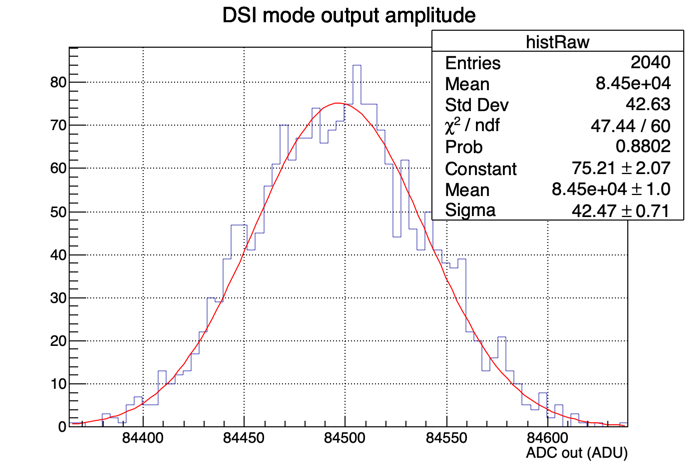 DSI mode output amplitude
histRaw
Entries 2040
Mean 8.45e+04
Std Dev 42.63
χ² / ndf 47.44 / 60
Prob 0.8802
Constant 75.21 ± 2.07
Mean 8.45e+04 ± 1.0
Sigma 42.47 ± 0.71
80
70
60
50
40
30
20
10
0
84400 84450 84500 84550 84600
ADC out (ADU)